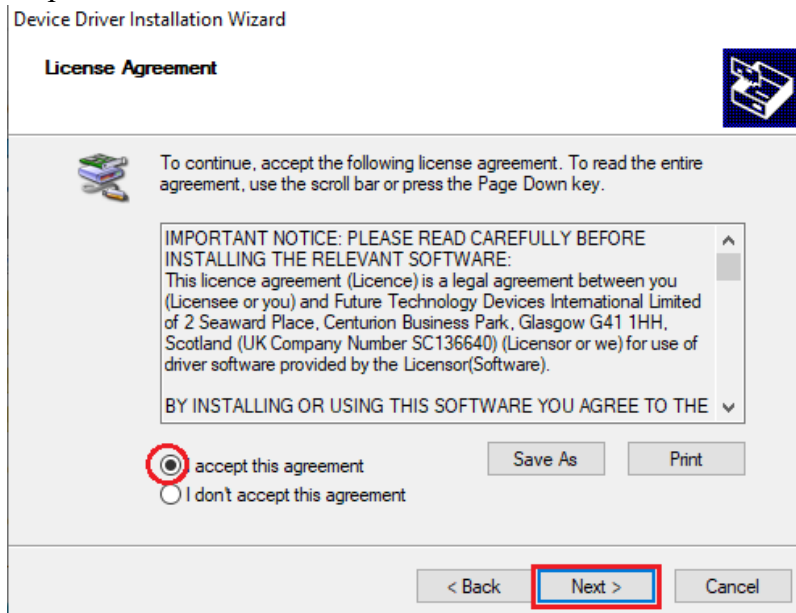 Device Driver Installation Wizard
License Agreement
To continue, accept the following license agreement. To read the entire
agreement, use the scroll bar or press the Page Down key.
IMPORTANT NOTICE: PLEASE READ CAREFULLY BEFORE
INSTALLING THE RELEVANT SOFTWARE:
This licence agreement (Licence) is a legal agreement between you
(Licensee or you) and Future Technology Devices International Limited
of 2 Seaward Place, Centurion Business Park, Glasgow G41 1HH,
Scotland (UK Company Number SC136640) (Licensor or we) for use of
driver software provided by the Licensor(Software).
BY INSTALLING OR USING THIS SOFTWARE YOU AGREE TO THE
accept this agreement
Save As
Print
I don't accept this agreement
< Back
Next >
Cancel